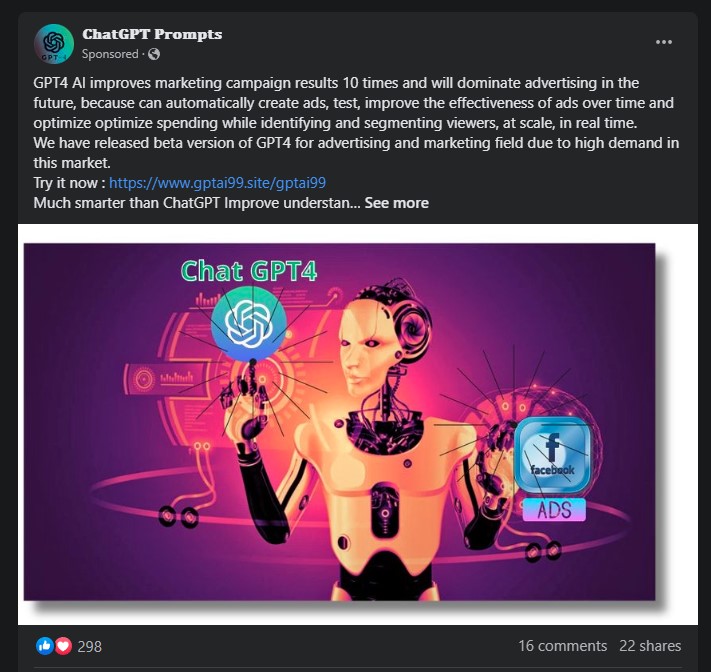 ChatGPT Prompts
Sponsored ·
GPT4 AI improves marketing campaign results 10 times and will dominate advertising in the
future, because can automatically create ads, test, improve the effectiveness of ads over time and
optimize optimize spending while identifying and segmenting viewers, at scale, in real time.
We have released beta version of GPT4 for advertising and marketing field due to high demand in
this market.
Try it now : https://www.gptai99.site/gptai99
Much smarter than ChatGPT Improve understan... See more
Chat GPT4
facebook
ADS
298
16 comments 22 shares